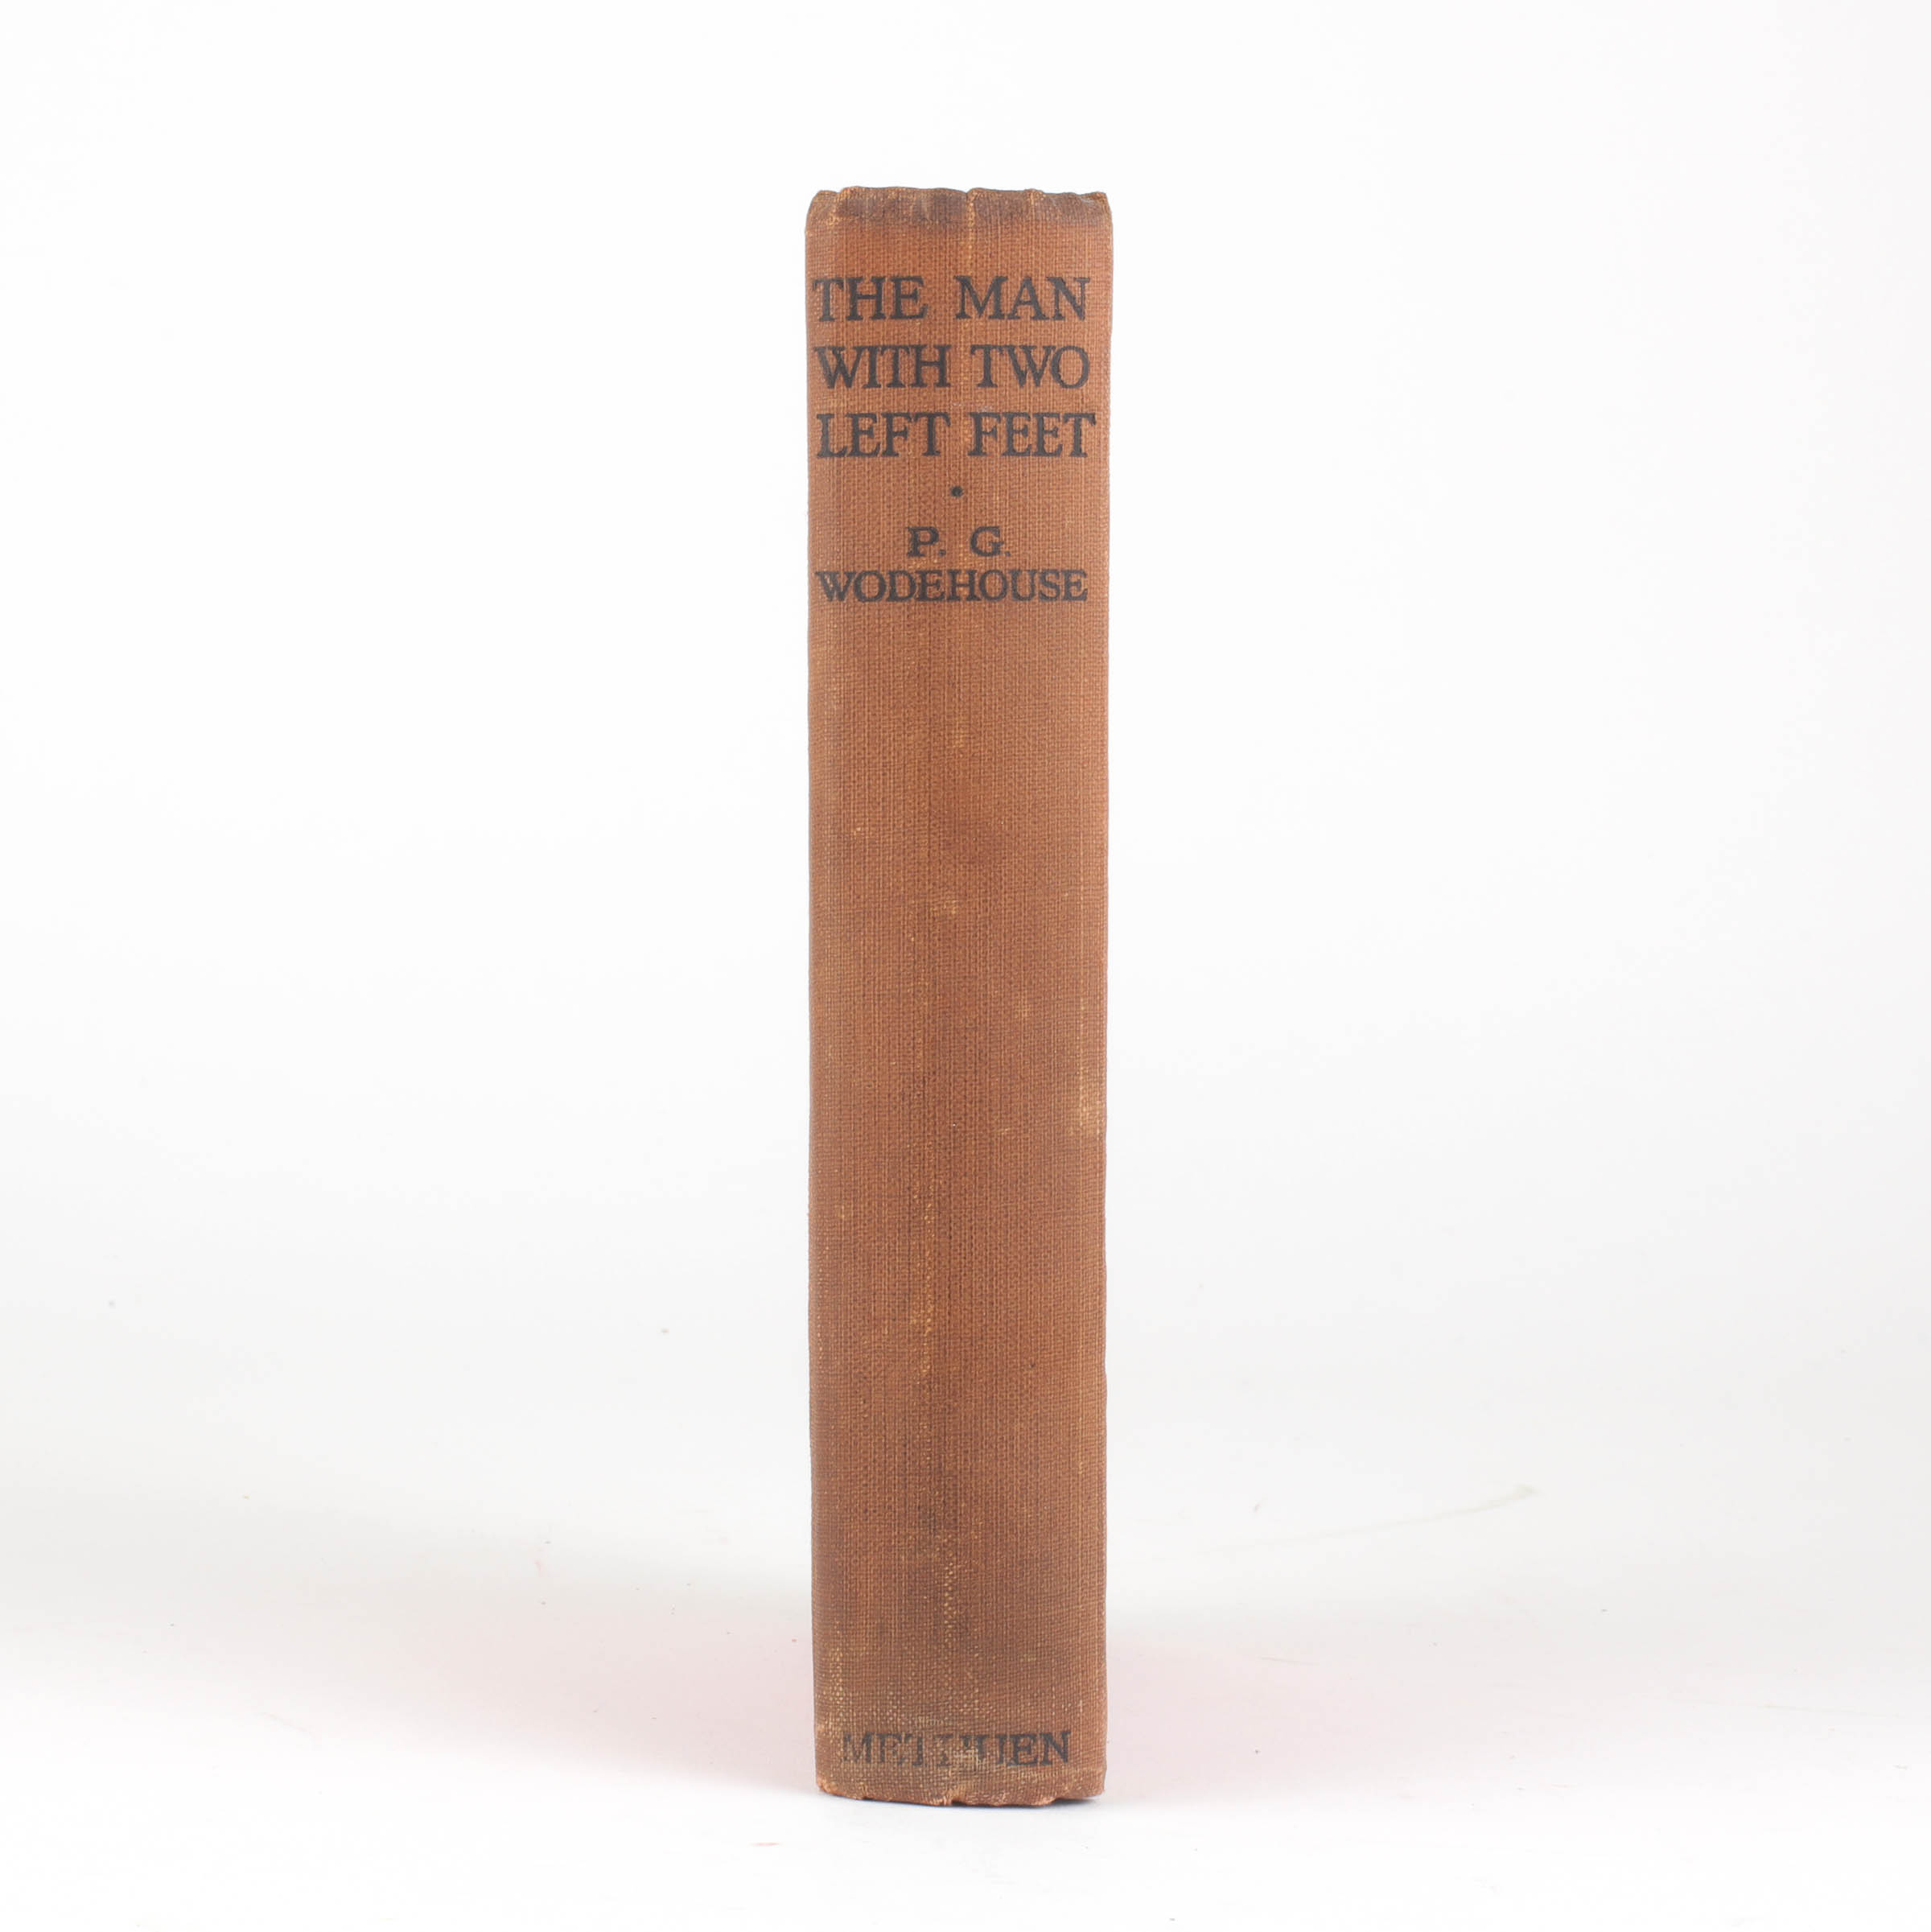 THE MAN
WITH TWO
LEFT FEET
•
P. G.
WODEHOUSE
METHUEN